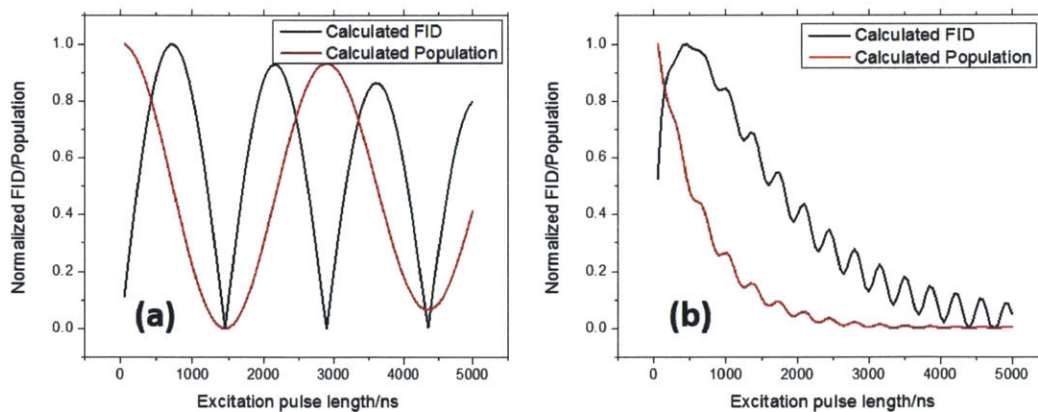 Calculated FID
Calculated Population
Normalized FID/Population
1.0
0.8
0.6
0.4
0.2
0.0
(a)
0
1000
2000
3000
4000
5000
Excitation pulse length/ns
Calculated FID
Calculated Population
Normalized FID/Population
1.0
0.8
0.6
0.4
0.2
0.0
(b)
0
1000
2000
3000
4000
5000
Excitation pulse length/ns